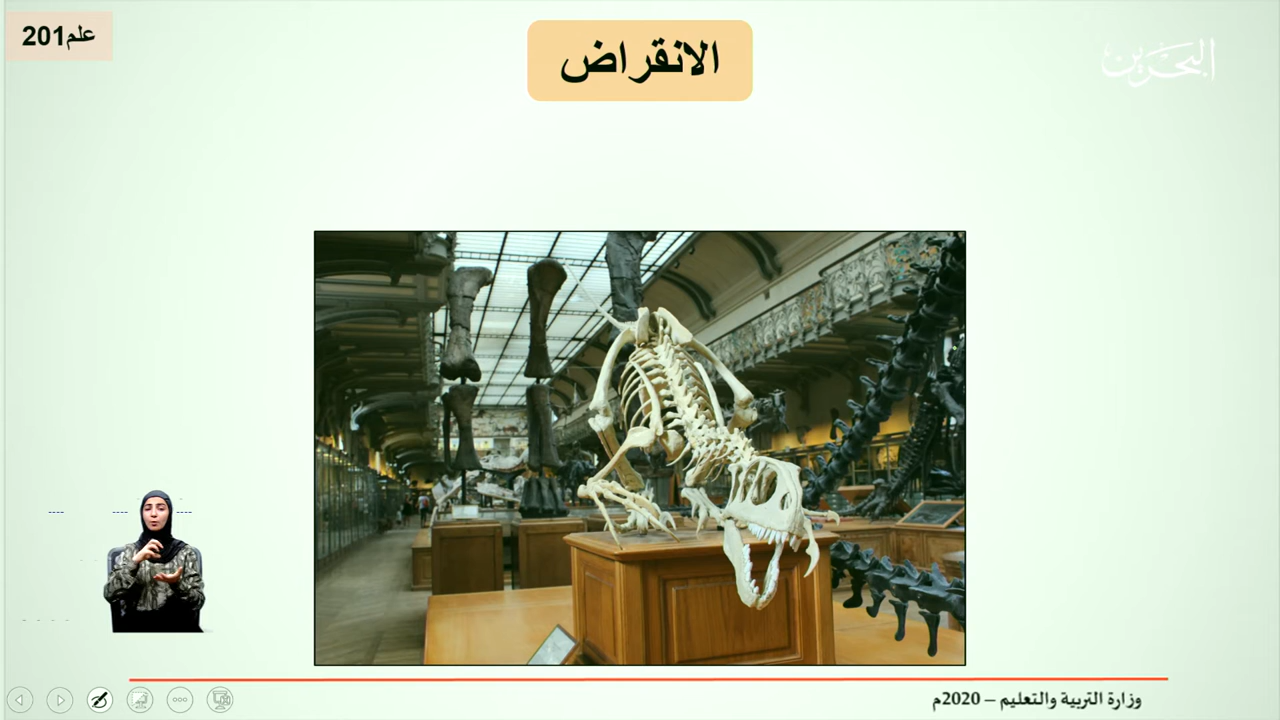 علم201
الانقراض
البحرين
وزارة التربية والتعليم – 2020م